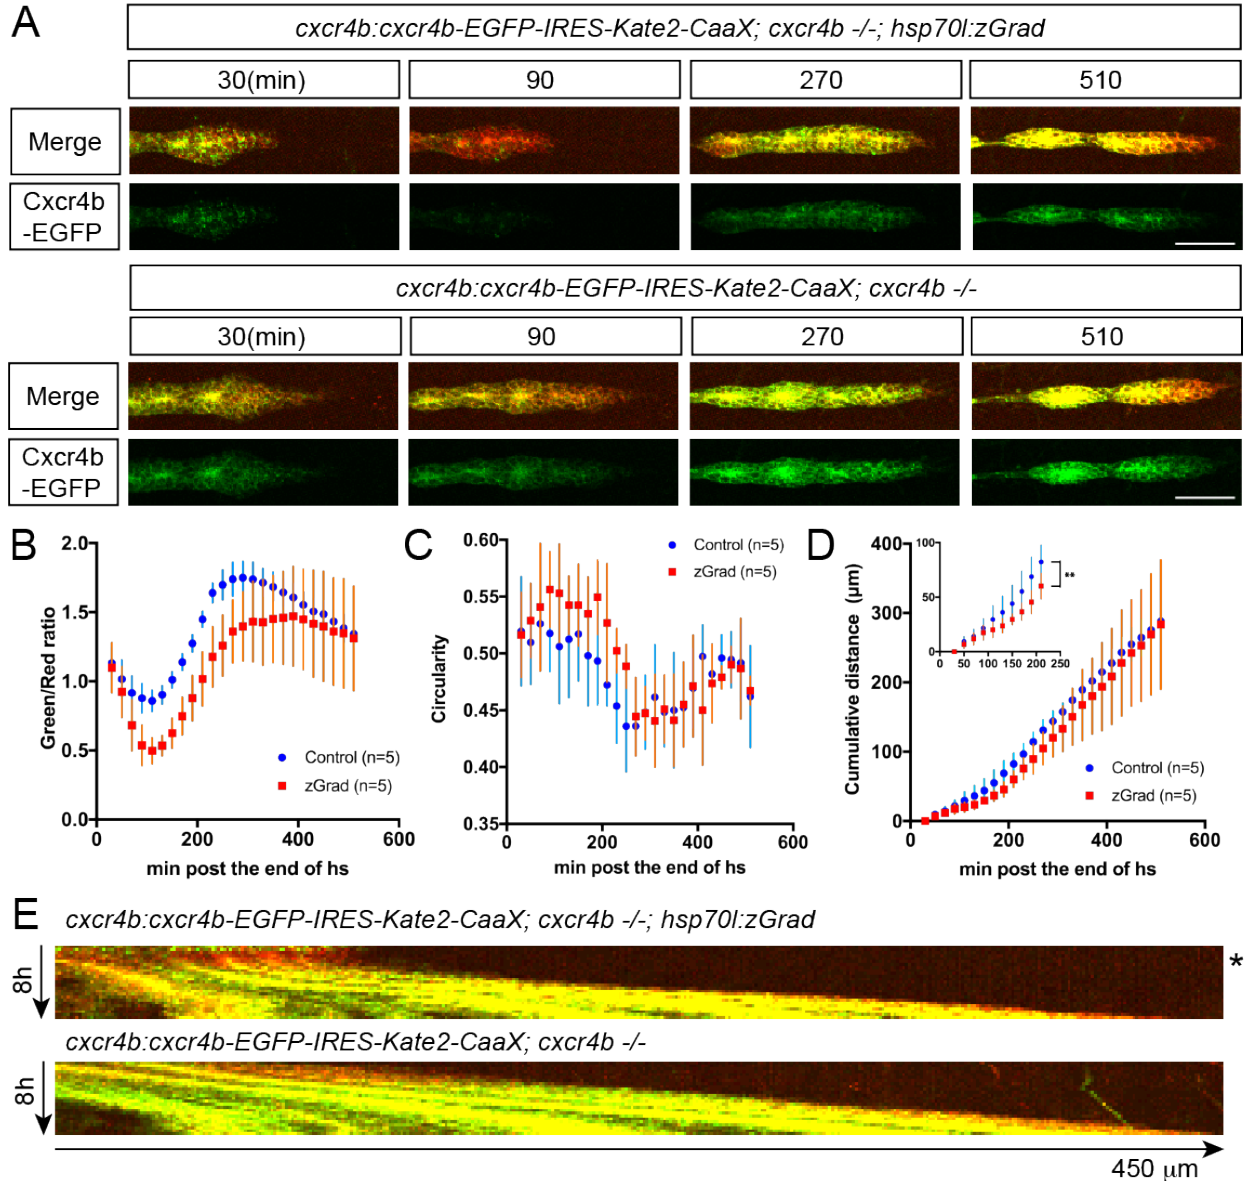 A
cxcr4b:cxcr4b-EGFP-IRES-Kate2-CaaX; cxcr4b -/-; hsp70l:zGrad
30(min) 90 270 510
Merge
Cxcr4b
-EGFP
cxcr4b:cxcr4b-EGFP-IRES-Kate2-CaaX; cxcr4b -/-
30(min) 90 270 510
Merge
Cxcr4b
-EGFP
B
2.0
1.5
1.0
0.5
0.0
0 200 400 600
Green/Red ratio
min post the end of hs
Control (n=5)
zGrad (n=5)
C
0.60
0.55
0.50
0.45
0.40
0.35
0 200 400 600
Circularity
min post the end of hs
Control (n=5)
zGrad (n=5)
D
400
300
200
100
0
0 200 400 600
Cumulative distance (μm)
min post the end of hs
100
50
0
0 50 100 150 200 250
**
Control (n=5)
zGrad (n=5)
E
cxcr4b:cxcr4b-EGFP-IRES-Kate2-CaaX; cxcr4b -/-; hsp70l:zGrad
8h
*
cxcr4b:cxcr4b-EGFP-IRES-Kate2-CaaX; cxcr4b -/-
8h
450 μm